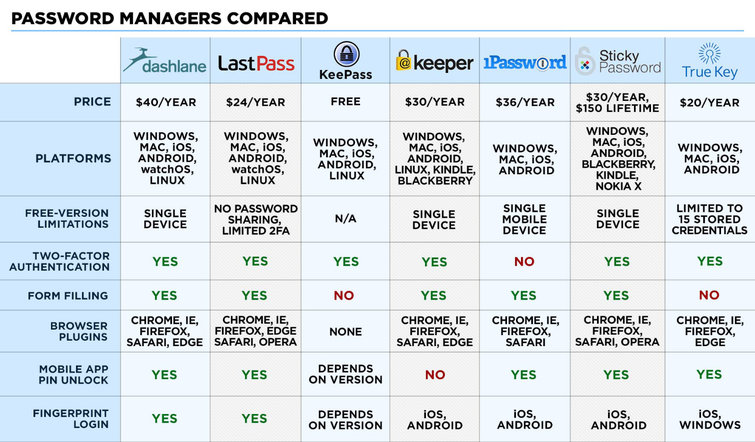 PASSWORD MANAGERS COMPARED
dashlane
LastPass
KeePass
keeper
1Password
Sticky
Password
True Key
PRICE
$40/YEAR
$24/YEAR
FREE
$30/YEAR
$36/YEAR
$30/YEAR,
$150 LIFETIME
$20/YEAR
PLATFORMS
WINDOWS,
MAC, iOS,
ANDROID,
watchOS,
LINUX
WINDOWS,
MAC, iOS,
ANDROID,
watchOS,
LINUX
WINDOWS,
MAC, iOS,
ANDROID,
LINUX
WINDOWS,
MAC, iOS,
ANDROID,
LINUX, KINDLE,
BLACKBERRY
WINDOWS,
MAC, iOS,
ANDROID
WINDOWS,
MAC, iOS,
ANDROID,
BLACKBERRY,
KINDLE,
NOKIA X
WINDOWS,
MAC, iOS,
ANDROID
FREE-VERSION
LIMITATIONS
SINGLE
DEVICE
NO PASSWORD
SHARING,
LIMITED 2FA
N/A
SINGLE
DEVICE
SINGLE
MOBILE
DEVICE
SINGLE
DEVICE
LIMITED TO
15 STORED
CREDENTIALS
TWO-FACTOR
AUTHENTICATION
YES
YES
YES
YES
NO
YES
YES
FORM FILLING
YES
YES
NO
YES
YES
YES
NO
BROWSER
PLUGINS
CHROME, IE,
FIREFOX,
SAFARI, EDGE
CHROME, IE,
FIREFOX, EDGE
SAFARI, OPERA
NONE
CHROME, IE,
FIREFOX,
SAFARI, EDGE
CHROME, IE,
FIREFOX,
SAFARI
CHROME, IE,
FIREFOX,
SAFARI, OPERA
CHROME, IE,
FIREFOX,
EDGE
MOBILE APP
PIN UNLOCK
YES
YES
DEPENDS
ON VERSION
NO
YES
YES
YES
FINGERPRINT
LOGIN
YES
YES
DEPENDS
ON VERSION
iOS,
ANDROID
iOS,
ANDROID
iOS,
ANDROID
iOS,
WINDOWS